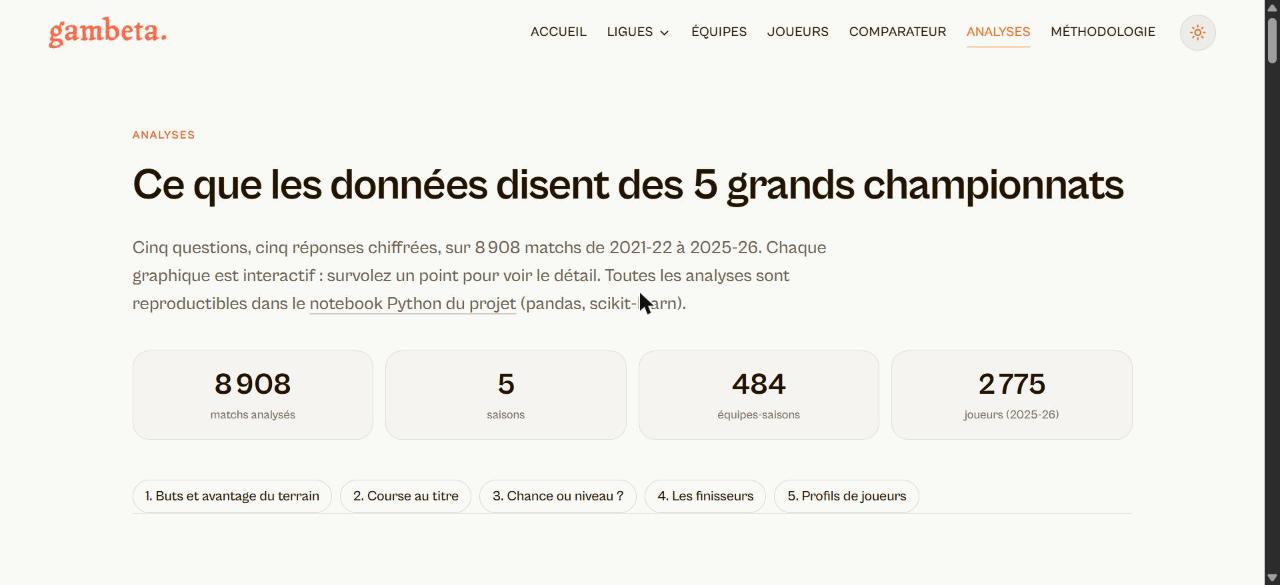 gambeta.
ACCUEIL LIGUES ÉQUIPES JOUEURS COMPARATEUR ANALYSES MÉTHODOLOGIE
ANALYSES
Ce que les données disent des 5 grands championnats
Cinq questions, cinq réponses chiffrées, sur 8 908 matchs de 2021-22 à 2025-26. Chaque
graphique est interactif : survolez un point pour voir le détail. Toutes les analyses sont
reproductibles dans le notebook Python du projet (pandas, scikit-learn).
8 908 5 484 2 775
matchs analysés saisons équipes-saisons joueurs (2025-26)
1. Buts et avantage du terrain 2. Course au titre 3. Chance ou niveau ? 4. Les finisseurs 5. Profils de joueurs